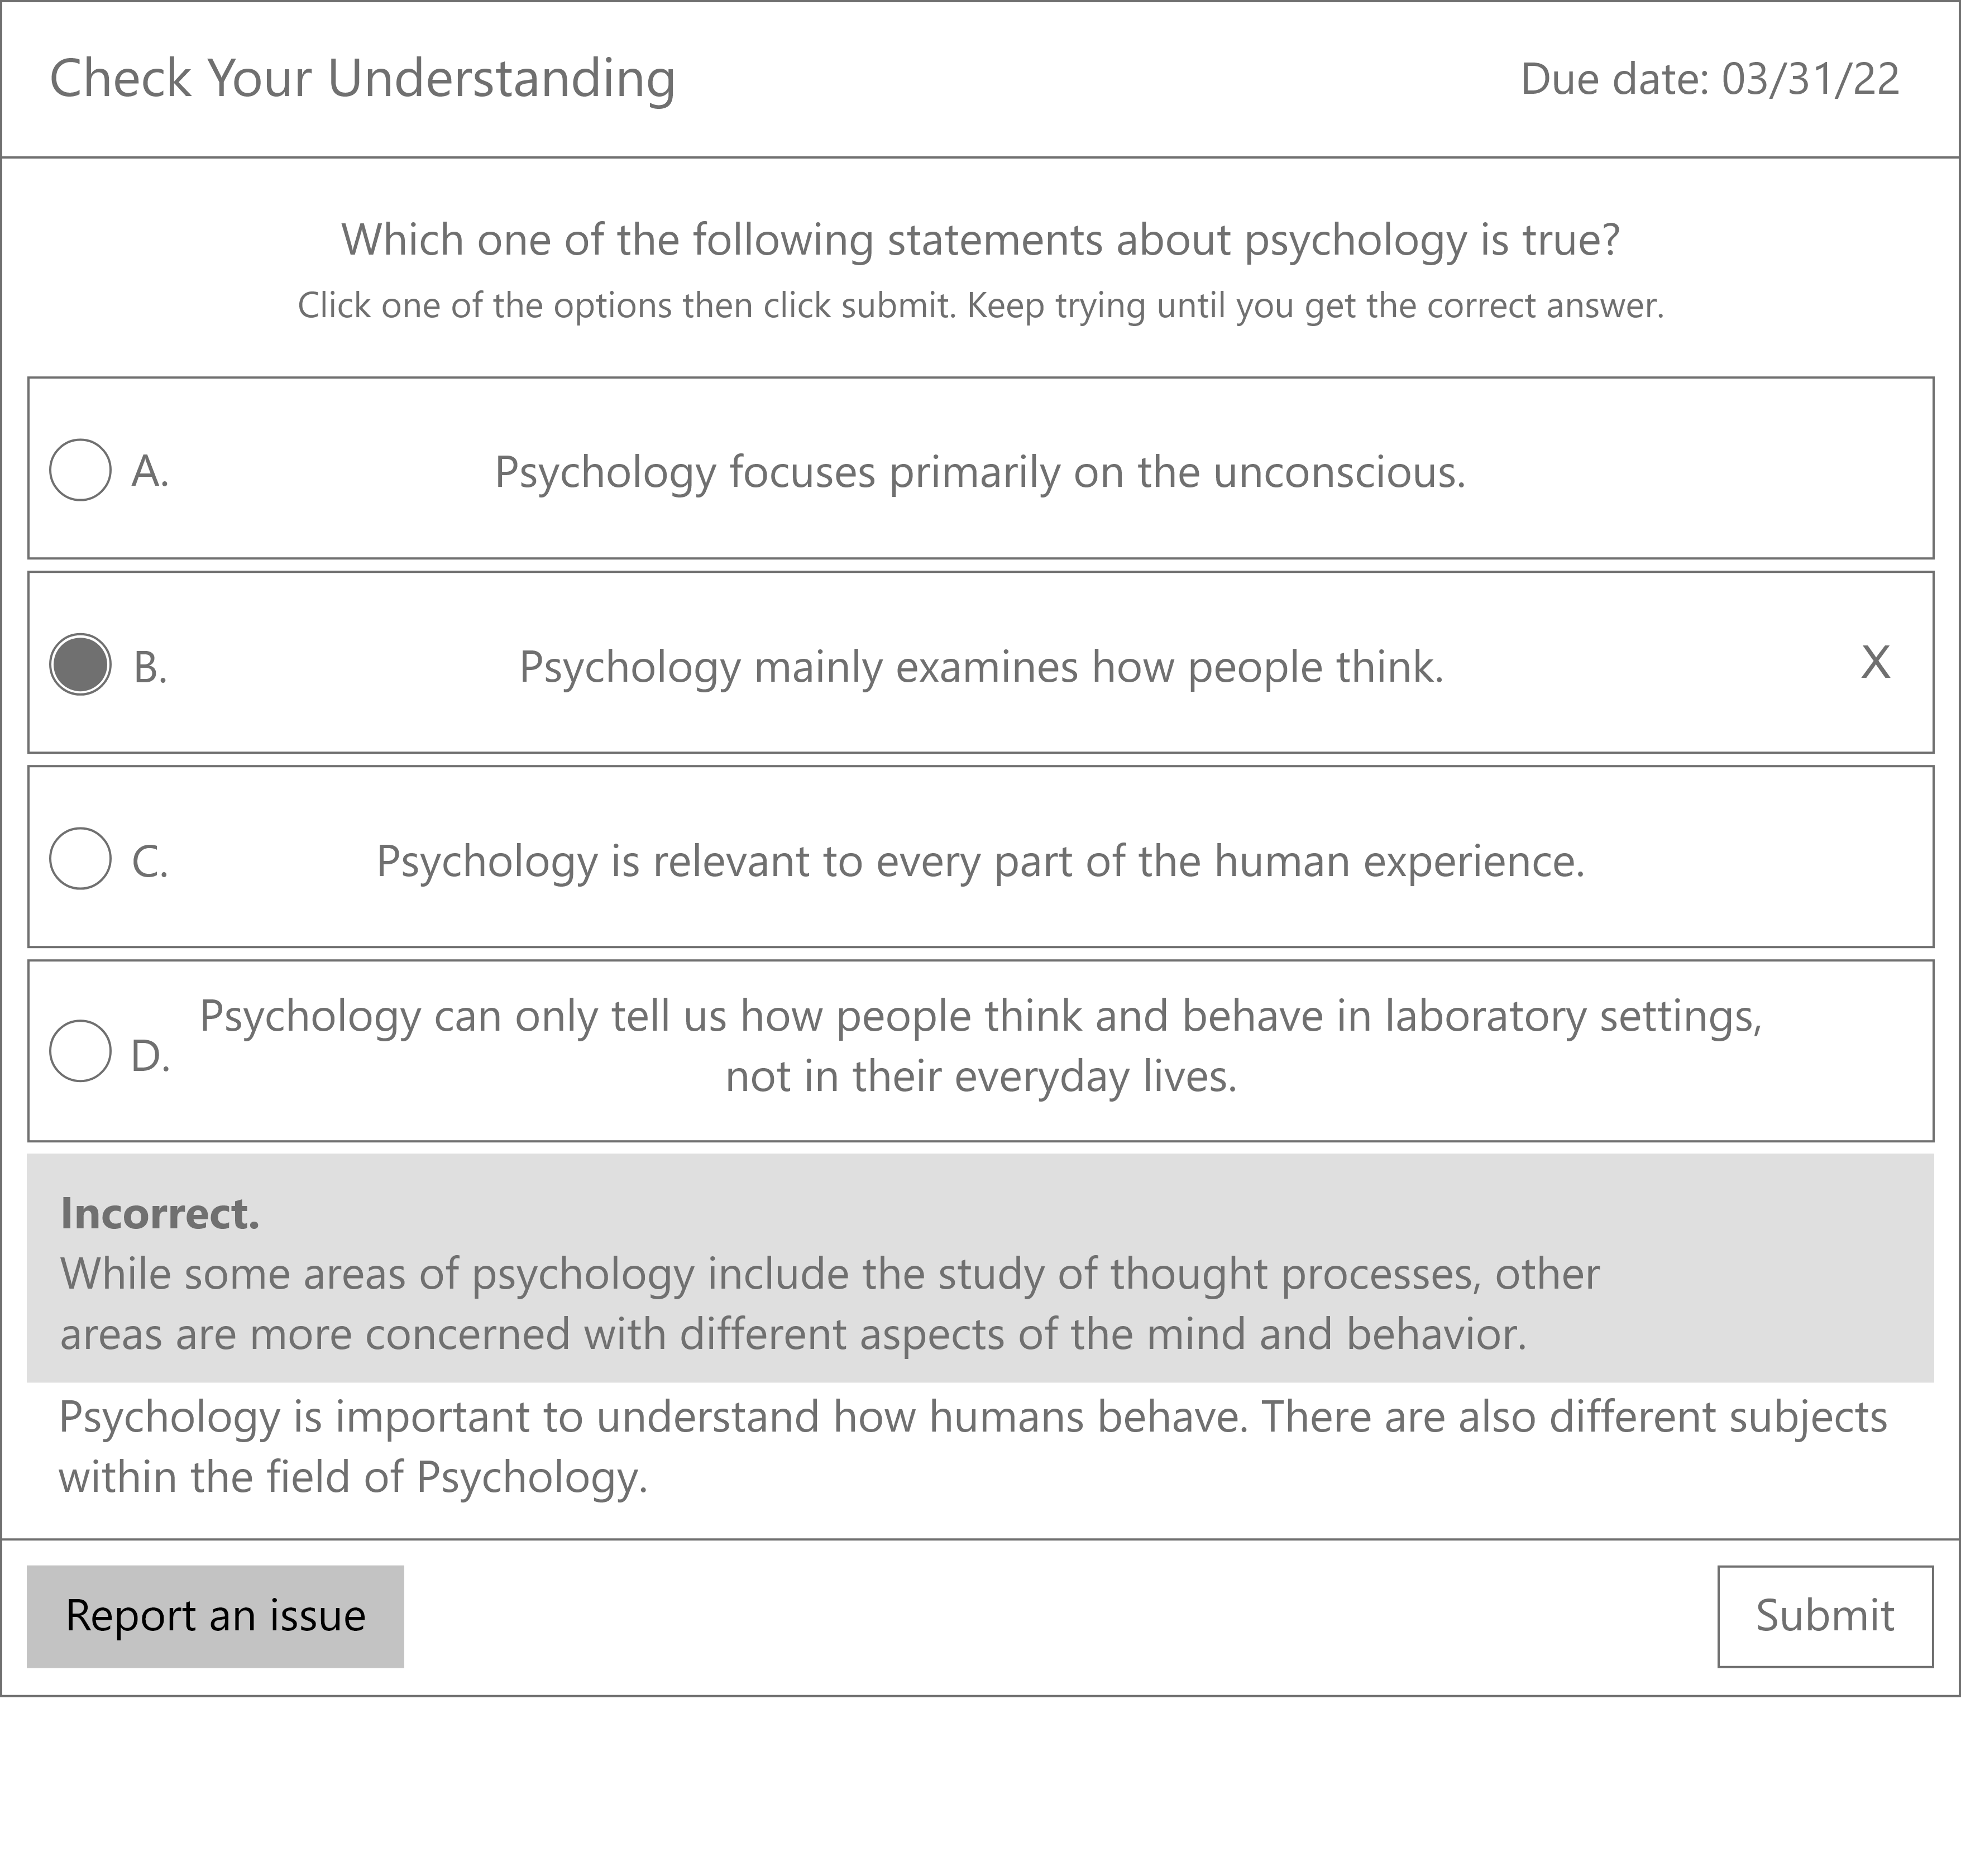 Check Your Understanding
Due date: 03/31/22
Which one of the following statements about psychology is true?
Click one of the options then click submit. Keep trying until you get the correct answer.
A. Psychology focuses primarily on the unconscious.
B. Psychology mainly examines how people think. X
C. Psychology is relevant to every part of the human experience.
D. Psychology can only tell us how people think and behave in laboratory settings,
not in their everyday lives.
Incorrect.
While some areas of psychology include the study of thought processes, other
areas are more concerned with different aspects of the mind and behavior.
Psychology is important to understand how humans behave. There are also different subjects
within the field of Psychology.
Report an issue
Submit